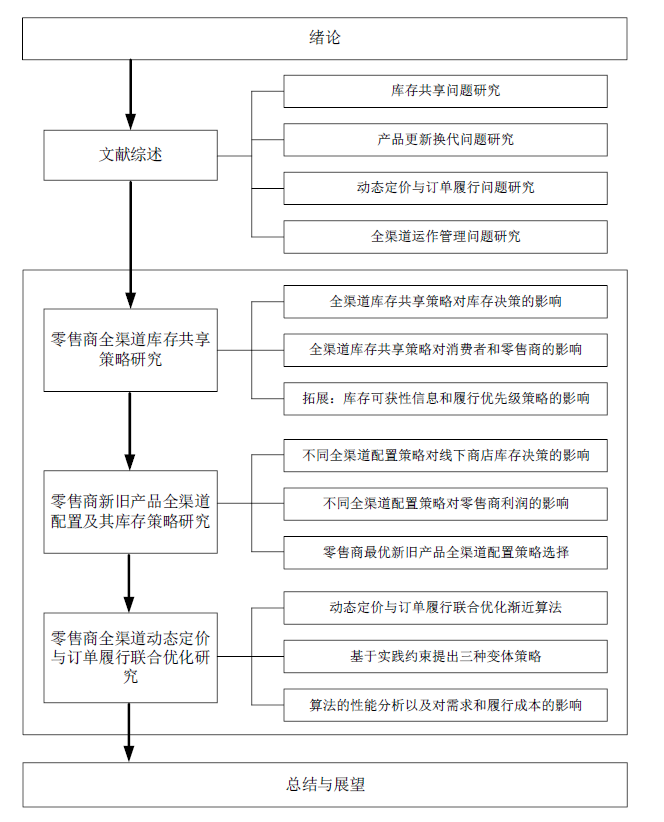 绪论
文献综述
库存共享问题研究
产品更新换代问题研究
动态定价与订单履行问题研究
全渠道运作管理问题研究
零售商全渠道库存共享
策略研究
全渠道库存共享策略对库存决策的影响
全渠道库存共享策略对消费者和零售商的影响
拓展：库存可获性信息和履行优先级策略的影响
零售商新旧产品全渠道
配置及其库存策略研究
不同全渠道配置策略对线下商店库存决策的影响
不同全渠道配置策略对零售商利润的影响
零售商最优新旧产品全渠道配置策略选择
零售商全渠道动态定价
与订单履行联合优化研
究
动态定价与订单履行联合优化渐近算法
基于实践约束提出三种变体策略
算法的性能分析以及对需求和履行成本的影响
总结与展望